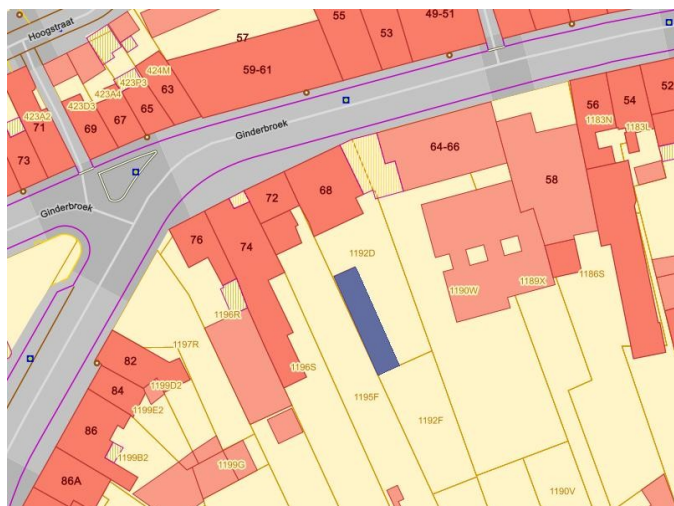 55
53
49-51
Hoogstraat
57
59-61
424M
423P3
63
423A4
65
423D3
67
423A2
69
71
73
Ginderbroek
56
1183N
54
1183L
52
64-66
58
68
72
Ginderbroek
76
74
1192D
1190W
1189X
1186S
1196R
1197R
1196S
82
1199D2
84
1199E2
1195F
1192F
86
1199B2
1199G
86A
1190V